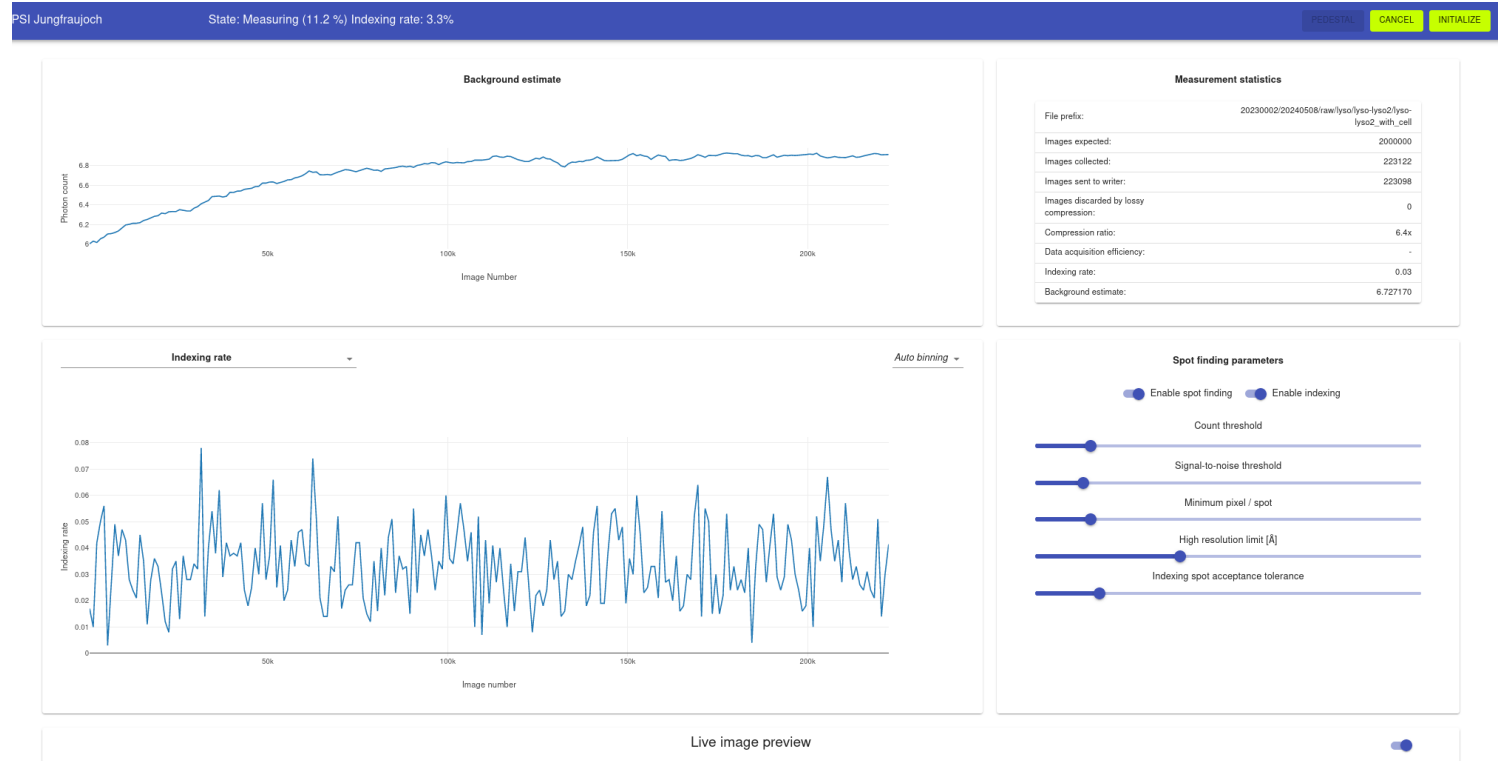 PSI Jungfraujoch
State: Measuring (11.2 %) Indexing rate: 3.3%
PEDESTAL
CANCEL
INITIALIZE
Background estimate
Photon count
6.8
6.6
6.4
6.2
6
50k
100k
150k
200k
Image Number
Measurement statistics
File prefix:
20230002/20240508/raw/lyso/lyso-lyso2/lyso-
lyso2_with_cell
Images expected:
2000000
Images collected:
223122
Images sent to writer:
223098
Images discarded by lossy
compression:
0
Compression ratio:
6.4x
Data acquisition efficiency:
-
Indexing rate:
0.03
Background estimate:
6.727170
Indexing rate
Auto binning
Indexing rate
0.08
0.07
0.06
0.05
0.04
0.03
0.02
0.01
0
50k
100k
150k
200k
Image number
Spot finding parameters
Enable spot finding
Enable indexing
Count threshold
Signal-to-noise threshold
Minimum pixel / spot
High resolution limit [Å]
Indexing spot acceptance tolerance
Live image preview